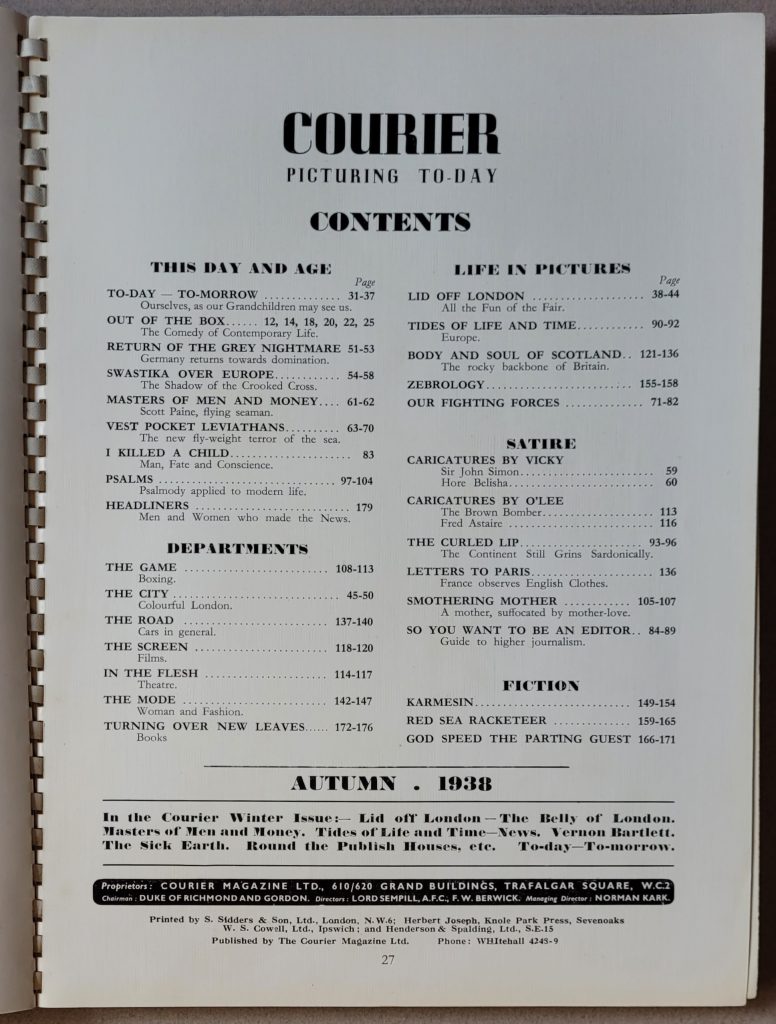 COURIER
PICTURING TO-DAY
CONTENTS
THIS DAY AND AGE
Page
TO-DAY — TO-MORROW .............. 31-37
Ourselves, as our Grandchildren may see us.
OUT OF THE BOX...... 12, 14, 18, 20, 22, 25
The Comedy of Contemporary Life.
RETURN OF THE GREY NIGHTMARE 51-53
Germany returns towards domination.
SWASTIKA OVER EUROPE........... 54-58
The Shadow of the Crooked Cross.
MASTERS OF MEN AND MONEY.... 61-62
Scott Paine, flying seaman.
VEST POCKET LEVIATHANS.......... 63-70
The new fly-weight terror of the sea.
I KILLED A CHILD...................... 83
Man, Fate and Conscience.
PSALMS ................................ 97-104
Psalmody applied to modern life.
HEADLINERS ............................ 179
Men and Women who made the News.
DEPARTMENTS
THE GAME ........................ 108-113
Boxing.
THE CITY ............................ 45-50
Colourful London.
THE ROAD ........................ 137-140
Cars in general.
THE SCREEN ...................... 118-120
Films.
IN THE FLESH .................... 114-117
Theatre.
THE MODE ........................ 142-147
Woman and Fashion.
TURNING OVER NEW LEAVES..... 172-176
Books
LIFE IN PICTURES
Page
LID OFF LONDON .................... 38-44
All the Fun of the Fair.
TIDES OF LIFE AND TIME............ 90-92
Europe.
BODY AND SOUL OF SCOTLAND.. 121-136
The rocky backbone of Britain.
ZEBROLOGY.......................... 155-158
OUR FIGHTING FORCES .............. 71-82
SATIRE
CARICATURES BY VICKY
Sir John Simon.......................... 59
Hore Belisha............................ 60
CARICATURES BY O'LEE
The Brown Bomber.................... 113
Fred Astaire .......................... 116
THE CURLED LIP...................... 93-96
The Continent Still Grins Sardonically.
LETTERS TO PARIS...................... 136
France observes English Clothes.
SMOTHERING MOTHER ............ 105-107
A mother, suffocated by mother-love.
SO YOU WANT TO BE AN EDITOR.. 84-89
Guide to higher journalism.
FICTION
KARMESIN............................ 149-154
RED SEA RACKETEER .............. 159-165
GOD SPEED THE PARTING GUEST 166-171
AUTUMN . 1938
In the Courier Winter Issue:— Lid off London — The Belly of London.
Masters of Men and Money. Tides of Life and Time—News. Vernon Bartlett.
The Sick Earth. Round the Publish Houses, etc. To-day—To-morrow.
Proprietors: COURIER MAGAZINE LTD., 610/620 GRAND BUILDINGS, TRAFALGAR SQUARE, W.C.2
Chairman: DUKE OF RICHMOND AND GORDON. Directors: LORD SEMPILL, A.F.C., F. W. BERWICK. Managing Director: NORMAN KARK.
Printed by S. Sidders & Son, Ltd., London, N.W.6; Herbert Joseph, Knole Park Press, Sevenoaks
W. S. Cowell, Ltd., Ipswich; and Henderson & Spalding, Ltd., S.E.15
Published by The Courier Magazine Ltd. Phone: WHItehall 4248-9
27